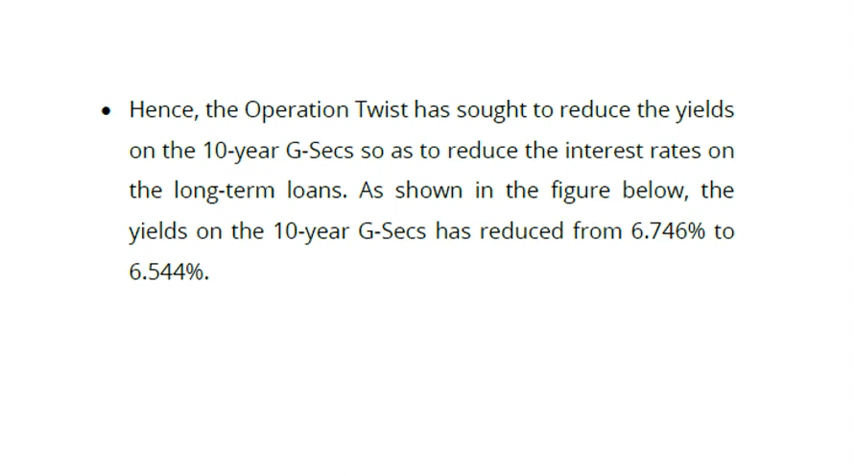 • Hence, the Operation Twist has sought to reduce the yields
on the 10-year G-Secs so as to reduce the interest rates on
the long-term loans. As shown in the figure below, the
yields on the 10-year G-Secs has reduced from 6.746% to
6.544%.